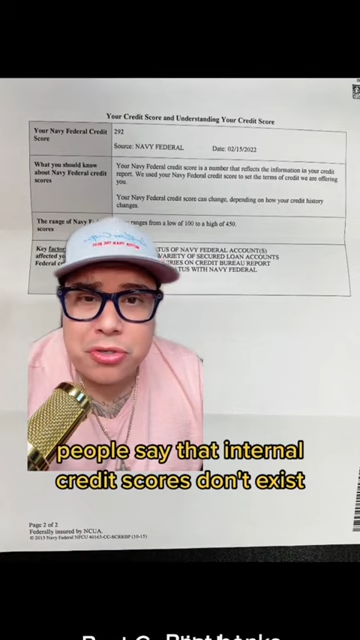 Your Credit Score and Understanding Your Credit Score
Your Navy Federal Credit
Score
292
Source: NAVY FEDERAL Date: 02/15/2022
What you should know
about Navy Federal credit
scores
Your Navy Federal credit score is a number that reflects the information in your credit
report. We used your Navy Federal credit score to set the terms of credit we are offering
you.
Your Navy Federal credit score can change, depending on how your credit history
changes.
The range of Navy
scores
ranges from a low of 100 to a high of 450.
Key factors
affected yo
Federal c
TUS OF NAVY FEDERAL ACCOUNT(S)
VARIETY OF SECURED LOAN ACCOUNTS
RIES ON CREDIT BUREAU REPORT
TUS WITH NAVY FEDERAL
people say that internal
credit scores don't exist
Page 2 of 2
Federally insured by NCUA.